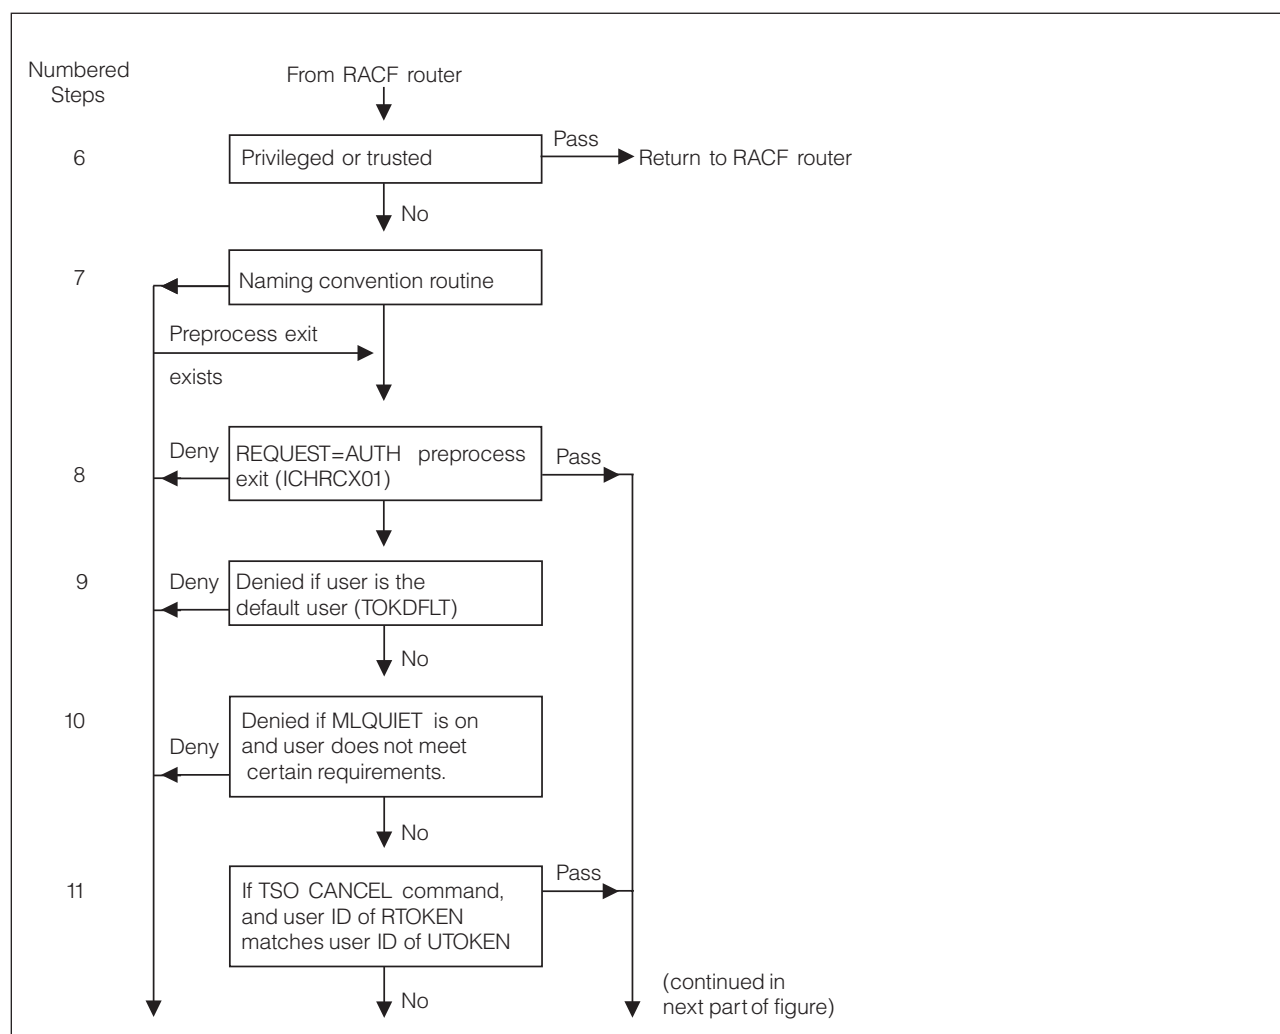 Numbered
Steps
From RACF router
6
Privileged or trusted
Pass
Return to RACF router
No
7
Naming convention routine
Preprocess exit
exists
8
Deny
REQUEST=AUTH preprocess
exit (ICHRCX01)
Pass
9
Deny
Denied if user is the
default user (TOKDFLT)
No
10
Deny
Denied if MLQUIET is on
and user does not meet
certain requirements.
No
11
If TSO CANCEL command,
and user ID of RTOKEN
matches user ID of UTOKEN
Pass
No
(continued in
next part of figure)